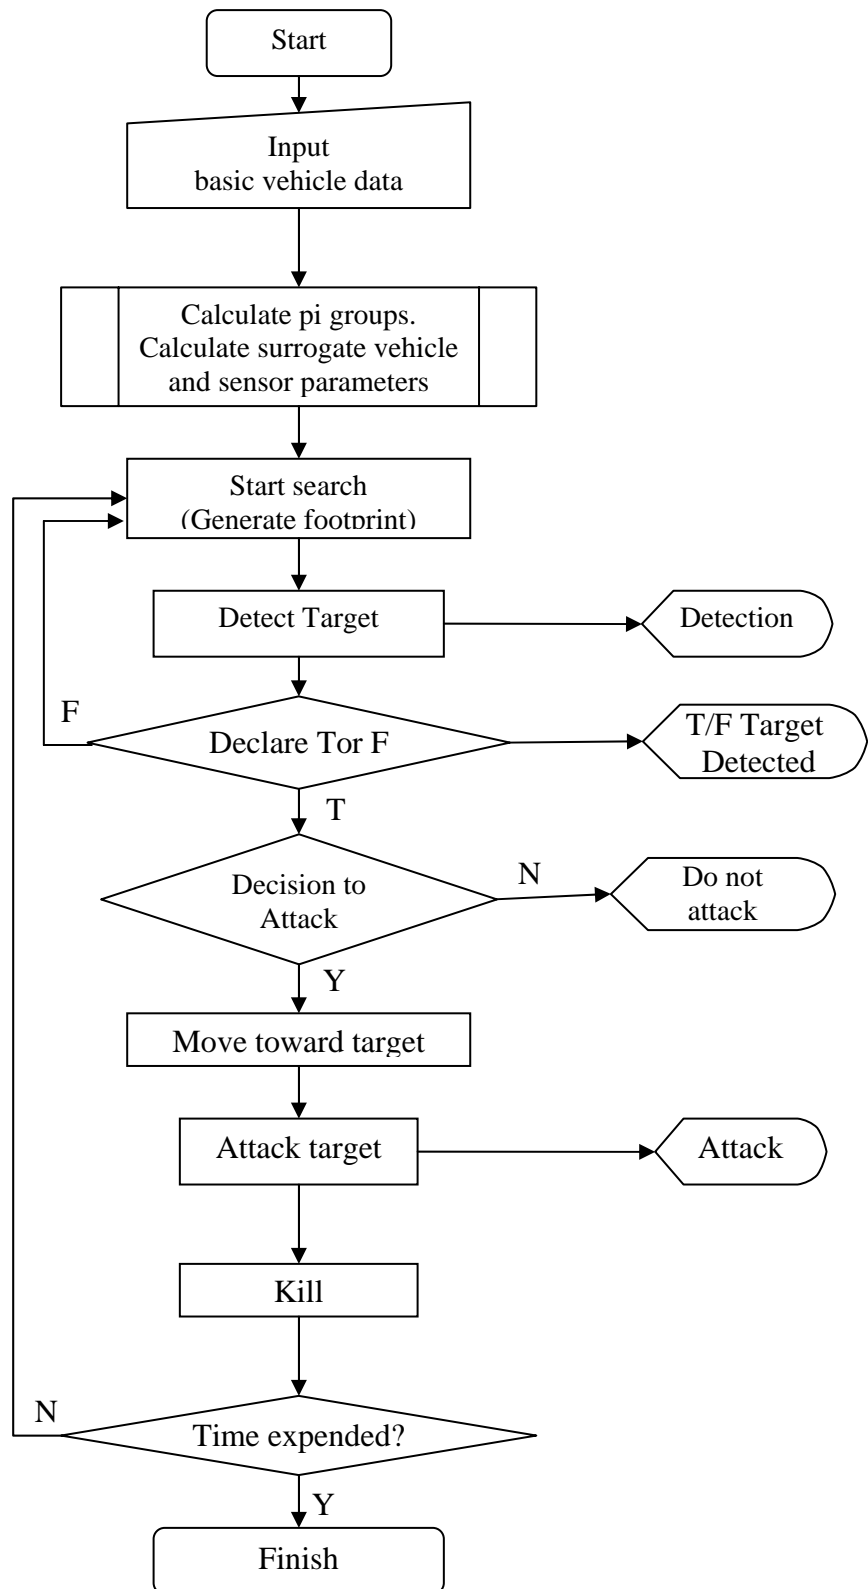 Start
Input
basic vehicle data
Calculate pi groups.
Calculate surrogate vehicle
and sensor parameters
Start search
(Generate footprint)
Detect Target
Detection
F
Declare Tor F
T/F Target
Detected
T
Decision to
Attack
N
Do not
attack
Y
Move toward target
Attack target
Attack
Kill
N
Time expended?
Y
Finish